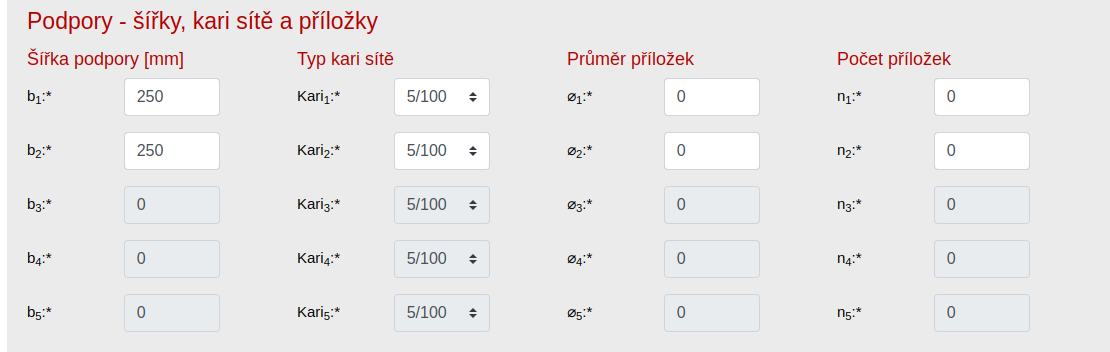 Podpory - šířky, kari sítě a příložky
Šířka podpory [mm] Typ kari sítě Průměr příložek Počet příložek
b1:* 250 Kari1:* 5/100 ⌀1:* 0 n1:* 0
b2:* 250 Kari2:* 5/100 ⌀2:* 0 n2:* 0
b3:* 0 Kari3:* 5/100 ⌀3:* 0 n3:* 0
b4:* 0 Kari4:* 5/100 ⌀4:* 0 n4:* 0
b5:* 0 Kari5:* 5/100 ⌀5:* 0 n5:* 0